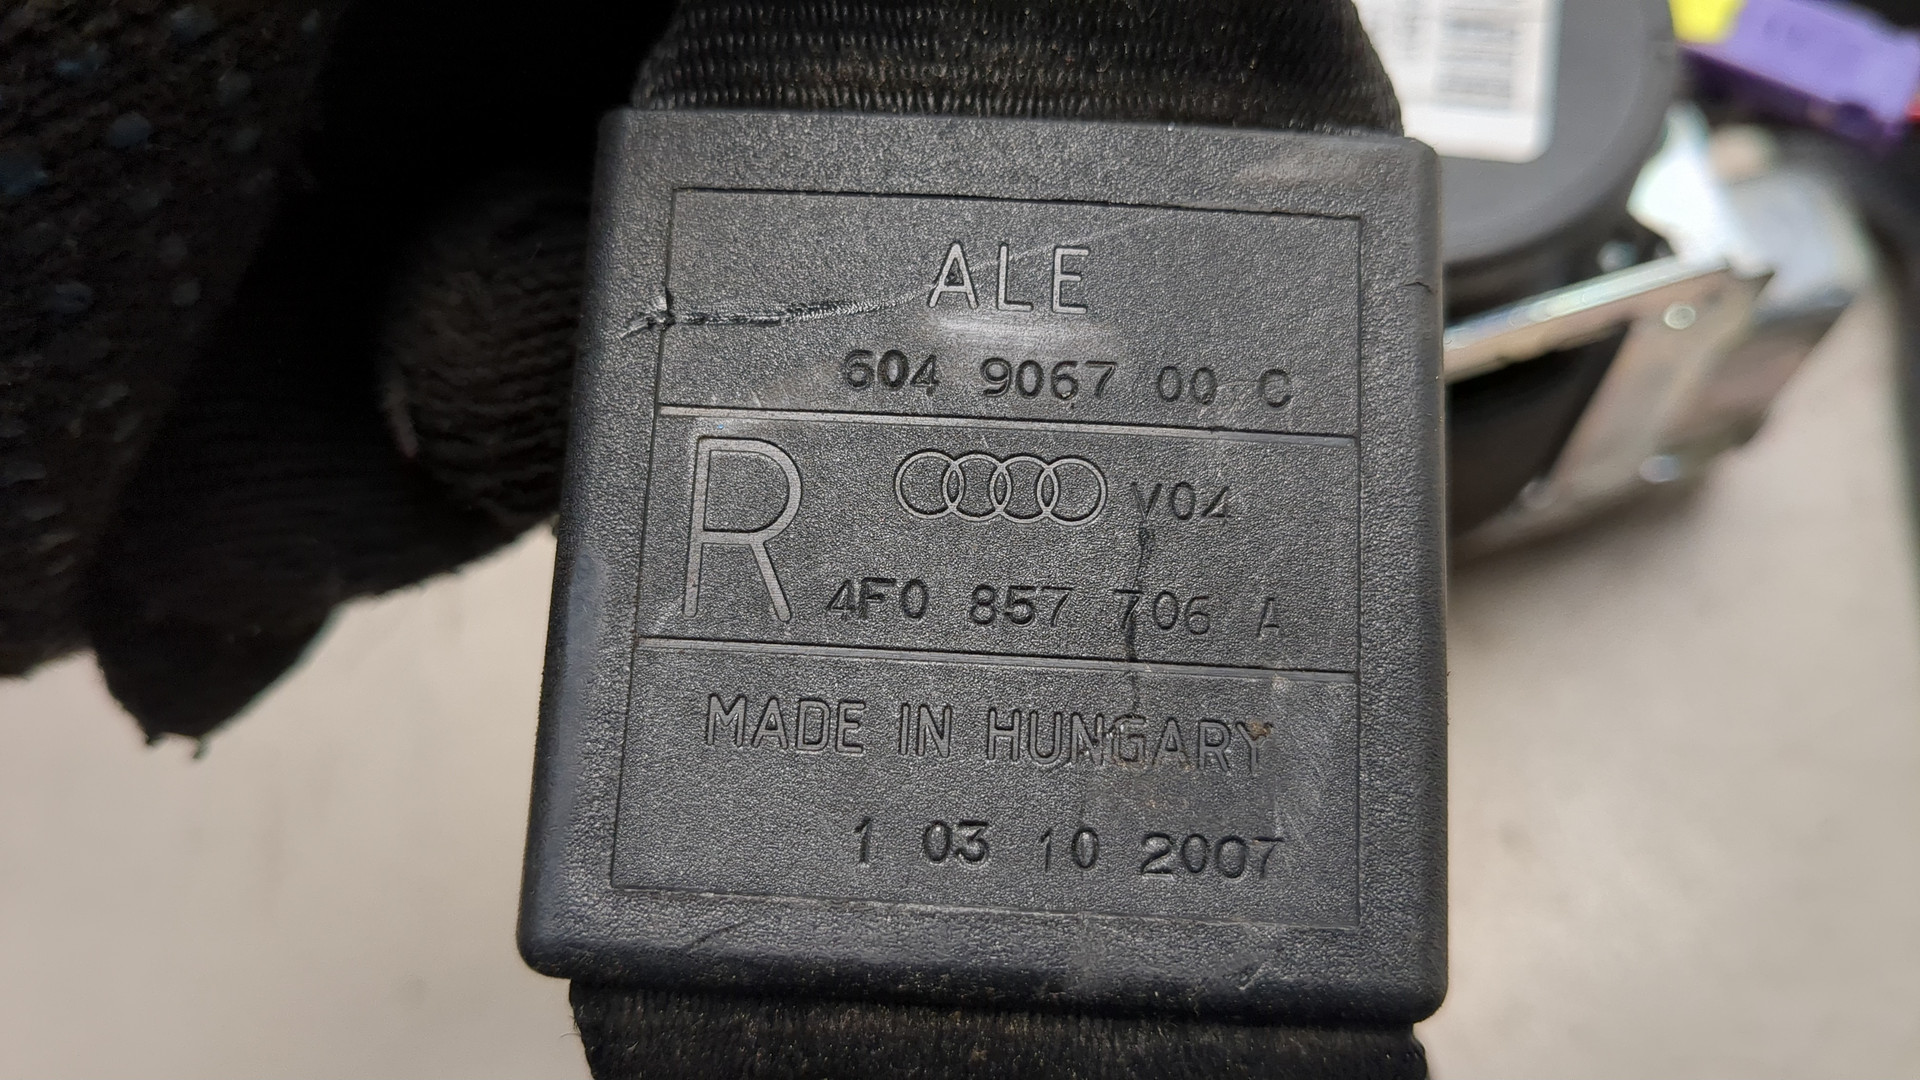 ALE
604 9067 00 C
R V04
4F0 857 706 A
MADE IN HUNGARY
1 03 10 2007